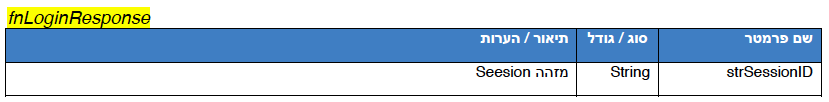 fnLoginResponse
שם פרמטר סוג / גודל תיאור / הערות
strSessionID String מזהה Seesion